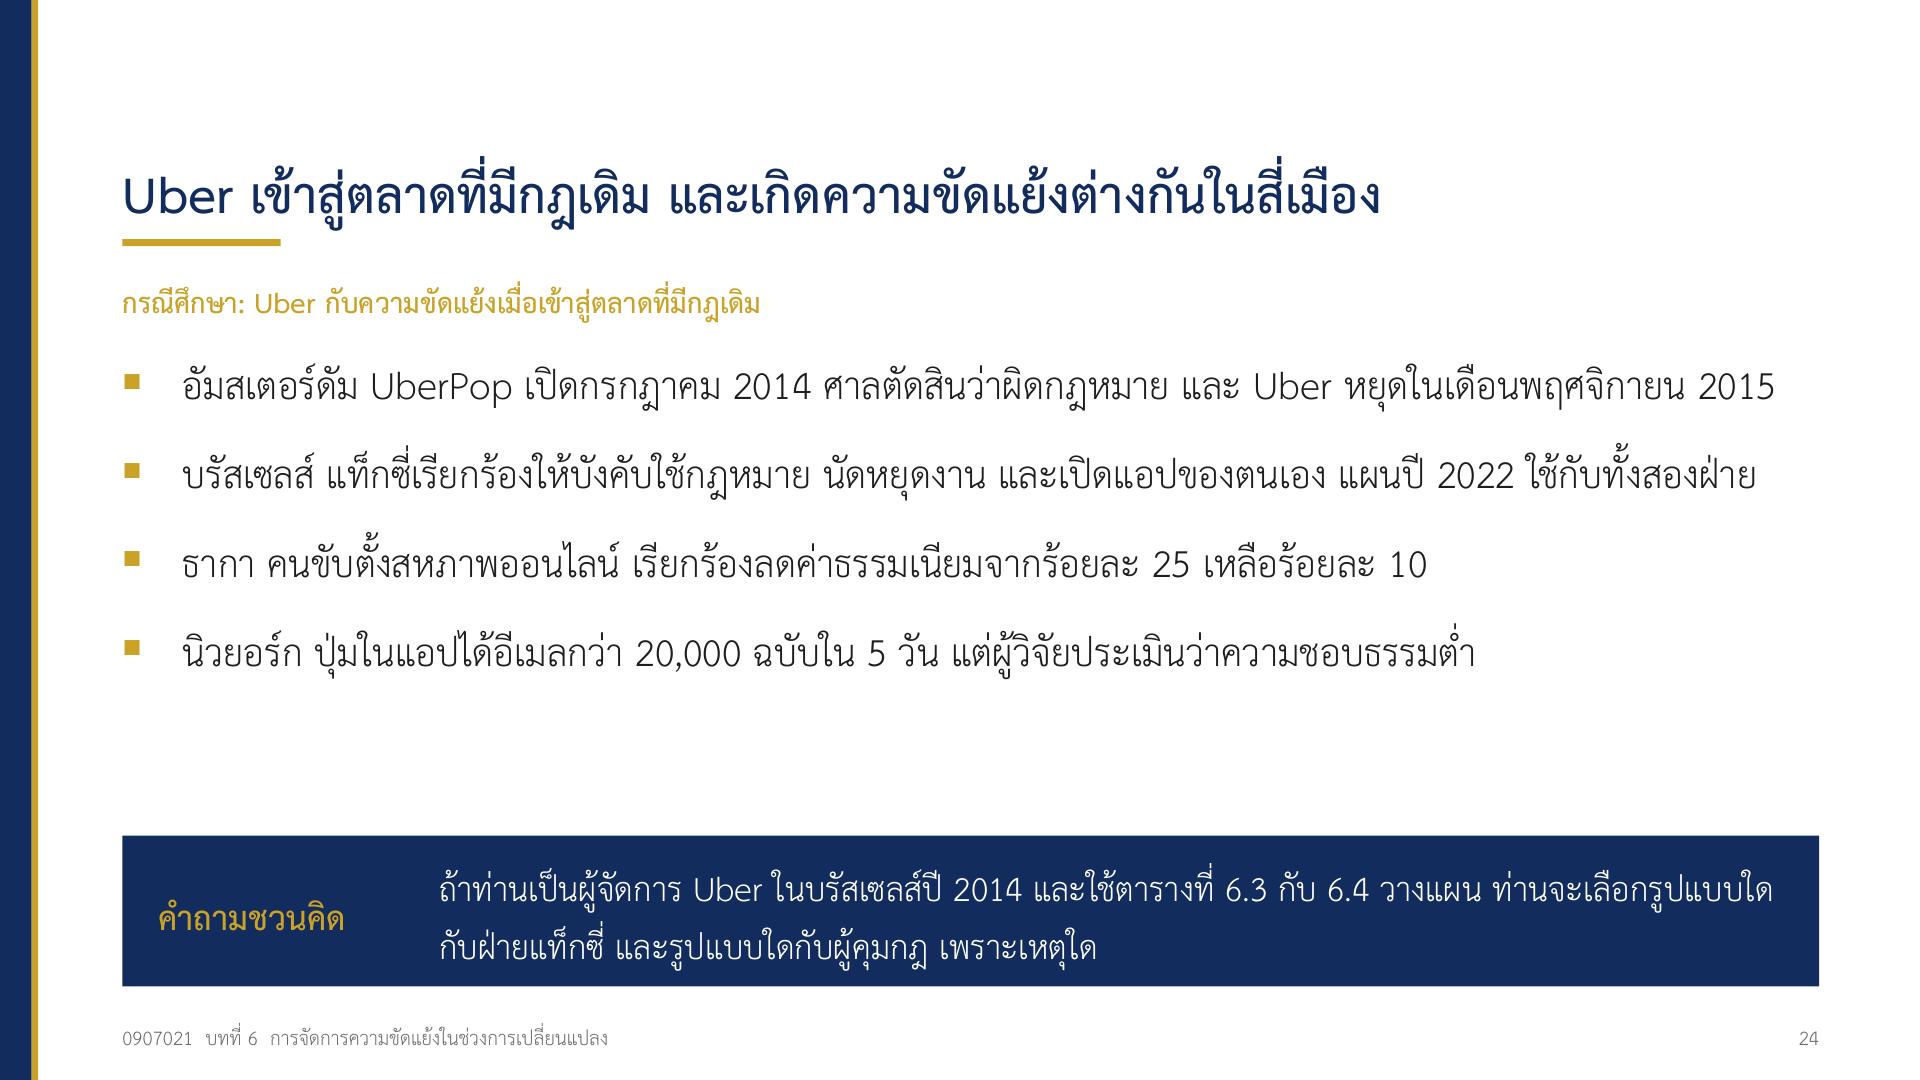 Uber เข้าสู่ตลาดที่มีกฎเดิม และเกิดความขัดแย้งต่างกันในสี่เมือง
กรณีศึกษา: Uber กับความขัดแย้งเมื่อเข้าสู่ตลาดที่มีกฎเดิม
▪ อัมสเตอร์ดัม UberPop เปิดกรกฎาคม 2014 ศาลตัดสินว่าผิดกฎหมาย และ Uber หยุดในเดือนพฤศจิกายน 2015
▪ บรัสเซลส์ แท็กซี่เรียกร้องให้บังคับใช้กฎหมาย นัดหยุดงาน และเปิดแอปของตนเอง แผนปี 2022 ใช้กับทั้งสองฝ่าย
▪ ธากา คนขับตั้งสหภาพออนไลน์ เรียกร้องลดค่าธรรมเนียมจากร้อยละ 25 เหลือร้อยละ 10
▪ นิวยอร์ก ปุ่มในแอปได้อีเมลกว่า 20,000 ฉบับใน 5 วัน แต่ผู้วิจัยประเมินว่าความชอบธรรมต่ำ
คำถามชวนคิด
ถ้าท่านเป็นผู้จัดการ Uber ในบรัสเซลส์ปี 2014 และใช้ตารางที่ 6.3 กับ 6.4 วางแผน ท่านจะเลือกรูปแบบใด
กับฝ่ายแท็กซี่ และรูปแบบใดกับผู้คุมกฎ เพราะเหตุใด
0907021 บทที่ 6 การจัดการความขัดแย้งในช่วงการเปลี่ยนแปลง
24